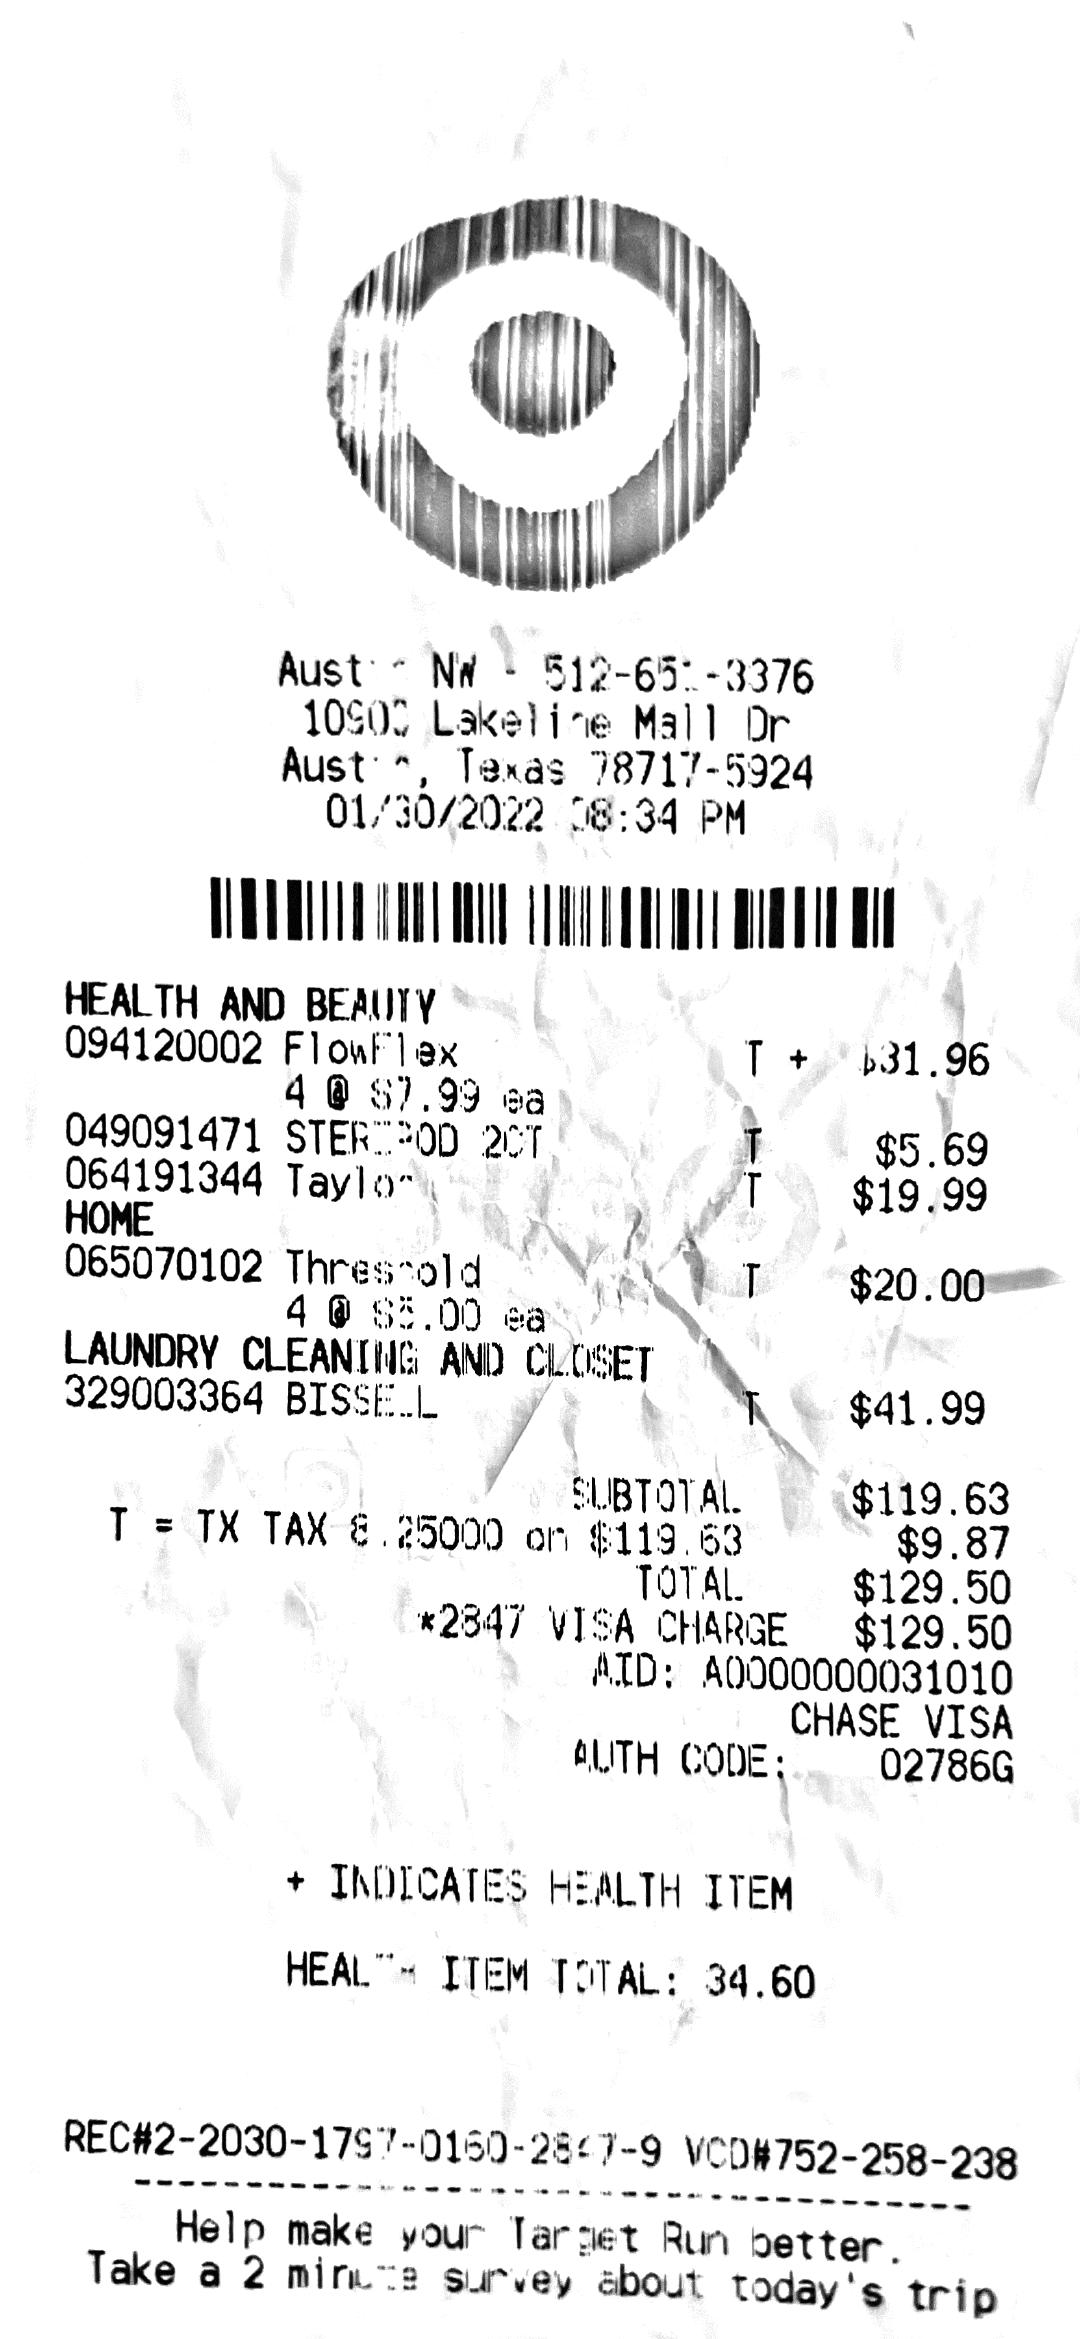 Austin NW - 512-651-3376
Lakeline Mall Dr
Austin, Texas 78717-5924
01/30/2022 08:34 PM
HEALTH AND BEAUTY
094120002 FlowFlex T + $31.96
4 @ $7.99 ea
049091471 STERIPOD 2CT T $5.69
064191344 Taylor T $19.99
HOME
065070102 Threshold T $20.00
4 @ $5.00 ea
LAUNDRY CLEANING AND CLOSET
329003364 BISSELL T $41.99
SUBTOTAL $119.63
T = TX TAX 8.25000 on $119.63 $9.87
TOTAL $129.50
*2847 VISA CHARGE $129.50
AID: A0000000031010
CHASE VISA
AUTH CODE: 02786G
+ INDICATES HEALTH ITEM
HEALTH ITEM TOTAL: 34.60
REC#2-2030-1797-0160-2847-9 VCD#752-258-238
Help make your Target Run better.
Take a 2 minute survey about today's trip